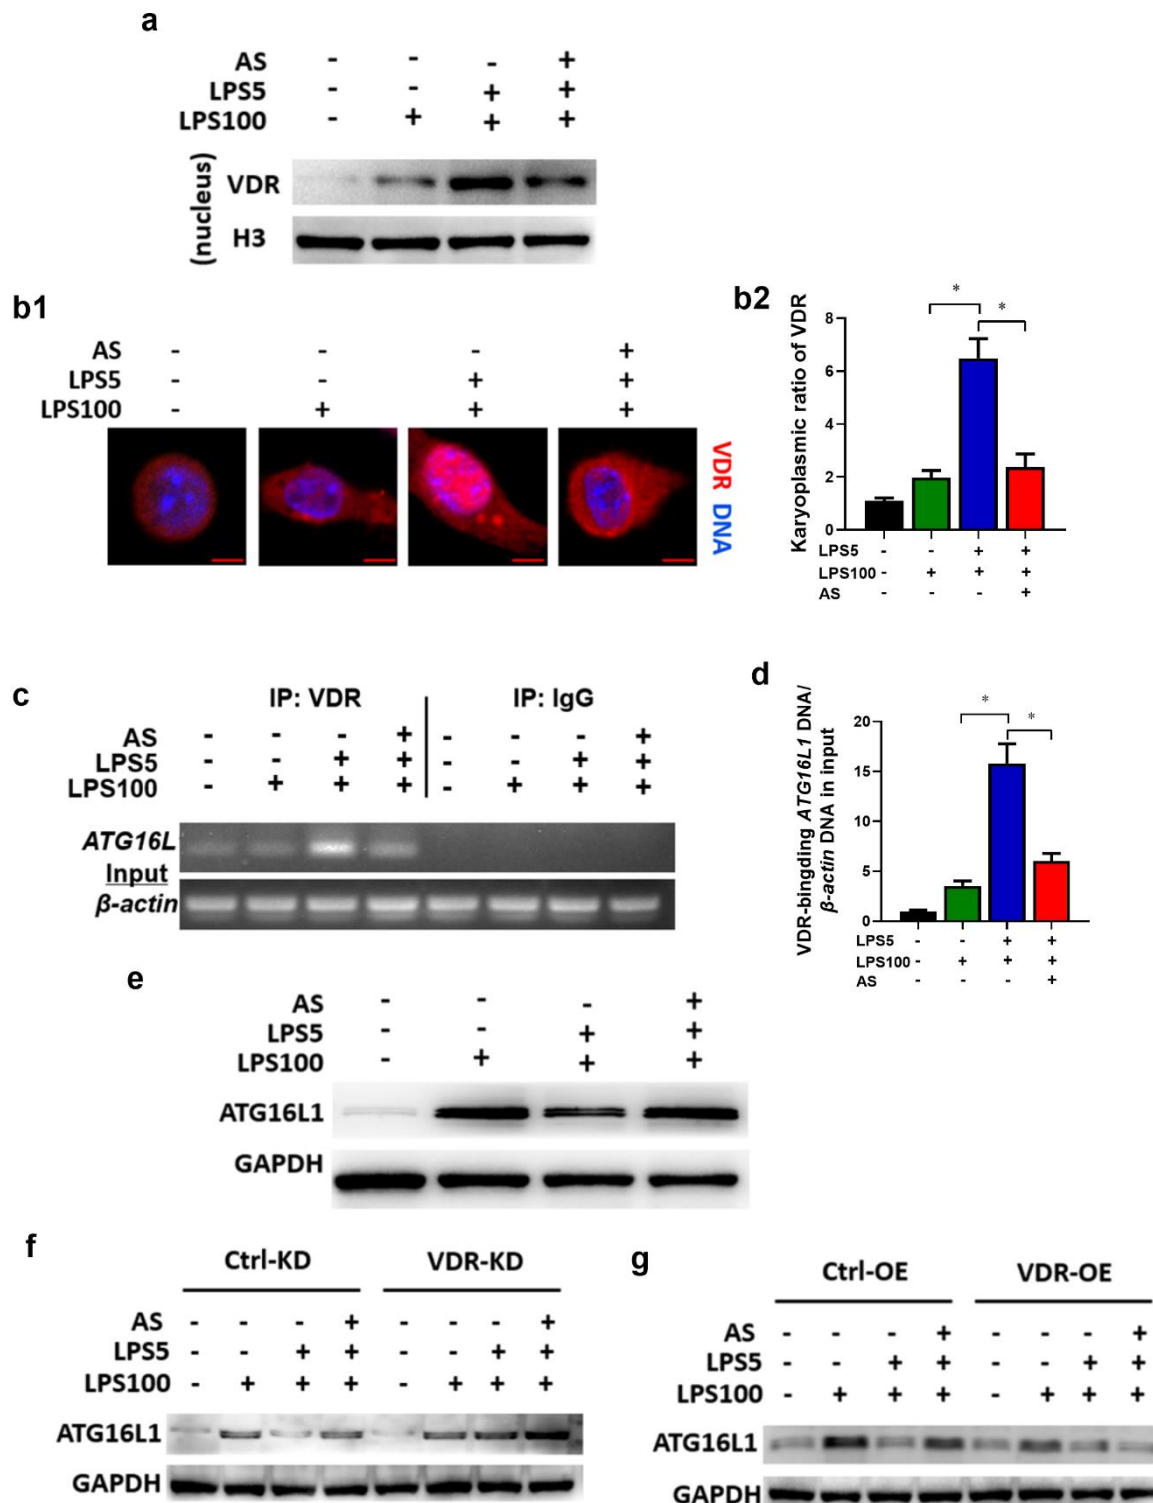 a
AS - - - +
LPS5 - - + +
LPS100 - + + +
(nucleus)
VDR
H3
b1
AS - - - +
LPS5 - - + +
LPS100 - + + +
VDR DNA
b2
* *
Karyoplasmic ratio of VDR
8
6
4
2
0
LPS5 - - + +
LPS100 - + + +
AS - - - +
c
IP: VDR IP: IgG
AS - - - + - - - +
LPS5 - - + + - - + +
LPS100 - + + + - + + +
ATG16L
Input
β-actin
d
* *
VDR-bingding ATG16L1 DNA/
β-actin DNA in input
20
15
10
5
0
LPS5 - - + +
LPS100 - + + +
AS - - - +
e
AS - - - +
LPS5 - - + +
LPS100 - + + +
ATG16L1
GAPDH
f
Ctrl-KD VDR-KD
AS - - - + - - - +
LPS5 - - + + - - + +
LPS100 - + + + - + + +
ATG16L1
GAPDH
g
Ctrl-OE VDR-OE
AS - - - + - - - +
LPS5 - - + + - - + +
LPS100 - + + + - + + +
ATG16L1
GAPDH